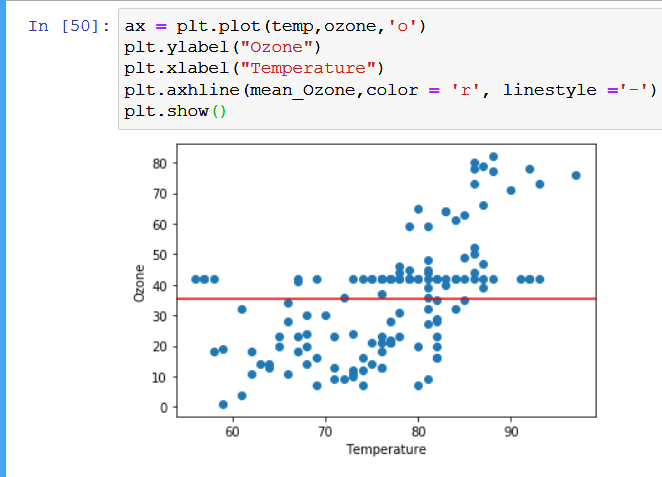 In [50]: ax = plt.plot(temp,ozone,'o')
plt.ylabel("Ozone")
plt.xlabel("Temperature")
plt.axhline(mean_Ozone,color = 'r', linestyle ='-')
plt.show()
80
70
60
50
40
30
20
10
0
Ozone
60 70 80 90
Temperature